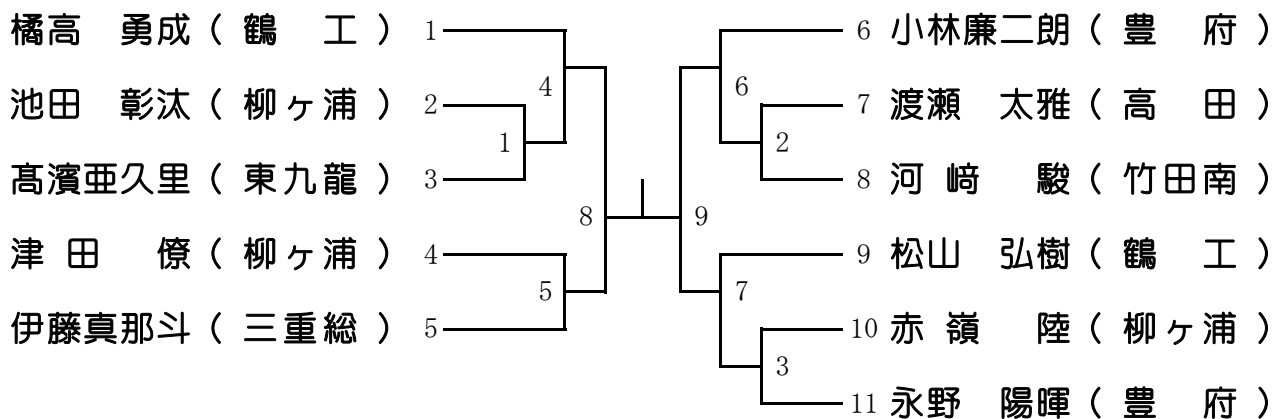 橘高　勇成（鶴　工）1
池田　彰汰（柳ヶ浦）2
髙濱亜久里（東九龍）3
津田　　僚（柳ヶ浦）4
伊藤真那斗（三重総）5
4
1
8
5
6 小林廉二朗（豊　府）
7 渡瀬　太雅（高　田）
8 河﨑　　駿（竹田南）
9 松山　弘樹（鶴　工）
10 赤嶺　　陸（柳ヶ浦）
11 永野　陽暉（豊　府）
6
2
9
7
3